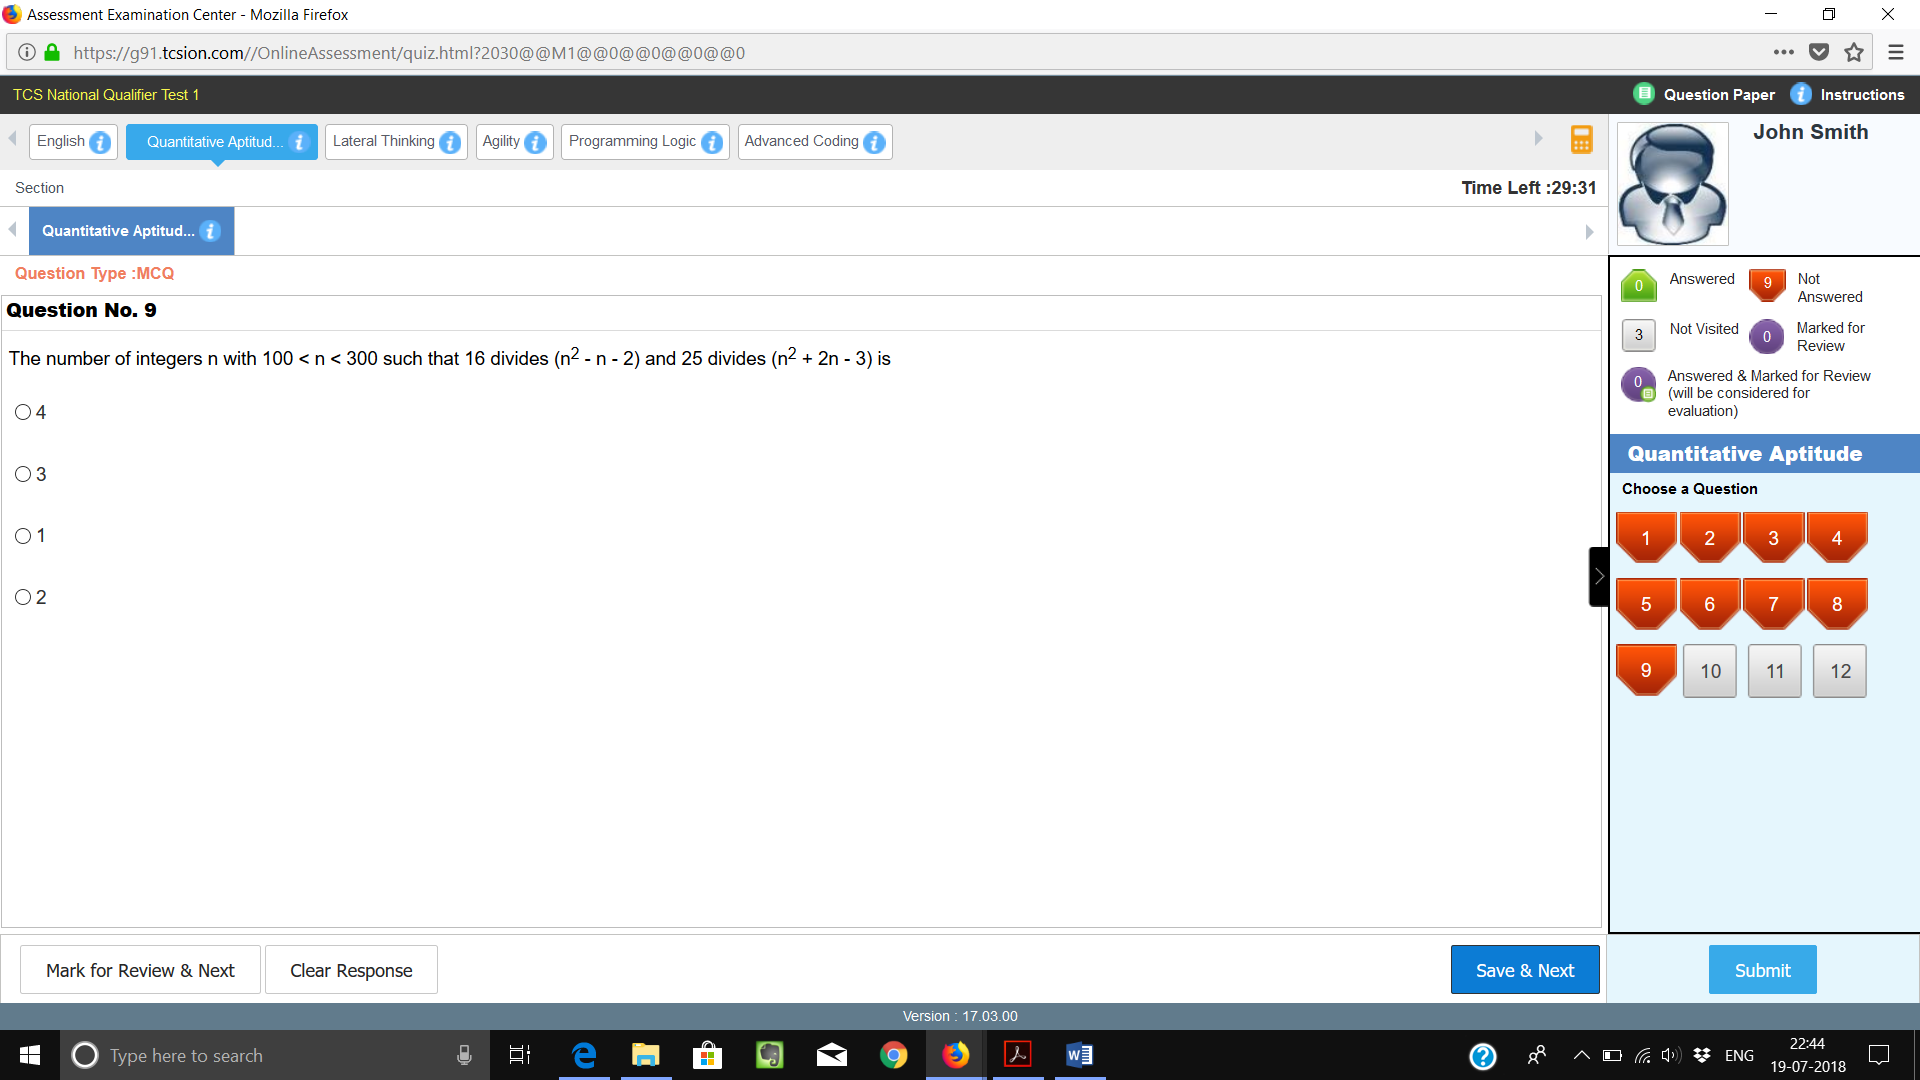 Assessment Examination Center - Mozilla Firefox
https://g91.tcsion.com//OnlineAssessment/quiz.html?2030@@M1@@0@@0@@0@@0
TCS National Qualifier Test 1
Question Paper
Instructions
English
Quantitative Aptitud...
Lateral Thinking
Agility
Programming Logic
Advanced Coding
John Smith
Section
Time Left :29:31
Quantitative Aptitud...
Question Type :MCQ
Question No. 9
The number of integers n with 100 < n < 300 such that 16 divides (n² - n - 2) and 25 divides (n² + 2n - 3) is
4
3
1
2
0 Answered
9 Not Answered
3 Not Visited
0 Marked for Review
0 Answered & Marked for Review
(will be considered for
evaluation)
Quantitative Aptitude
Choose a Question
1 2 3 4
5 6 7 8
9 10 11 12
Mark for Review & Next
Clear Response
Save & Next
Submit
Version : 17.03.00
Type here to search
ENG
22:44
19-07-2018